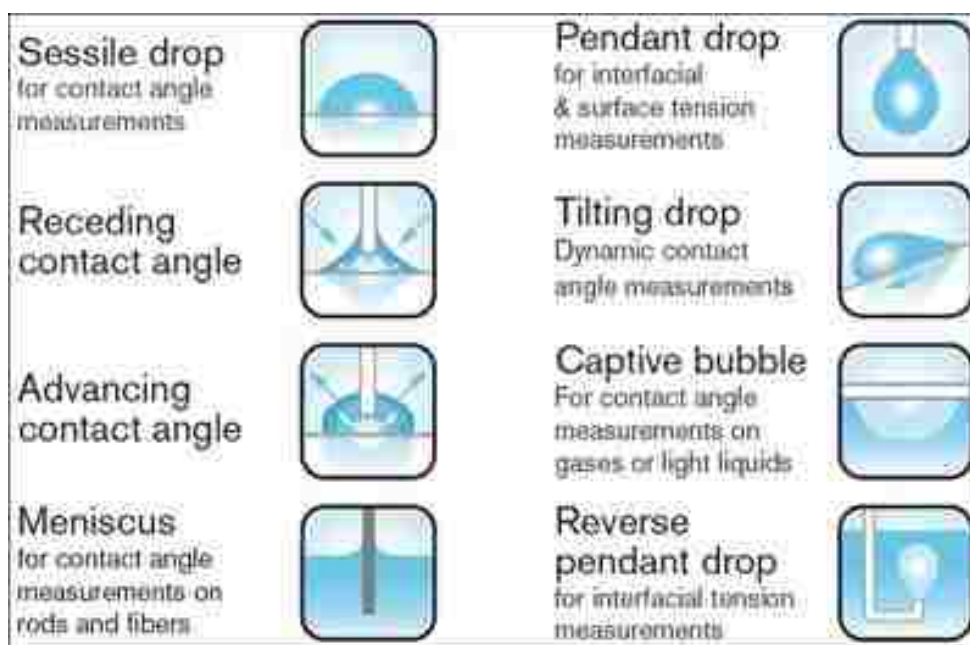 Sessile drop
for contact angle
measurements
Receding
contact angle
Advancing
contact angle
Meniscus
for contact angle
measurements on
rods and fibers
Pendant drop
for interfacial
& surface tension
measurements
Tilting drop
Dynamic contact
angle measurements
Captive bubble
For contact angle
measurements on
gases or light liquids
Reverse
pendant drop
for interfacial tension
measurements